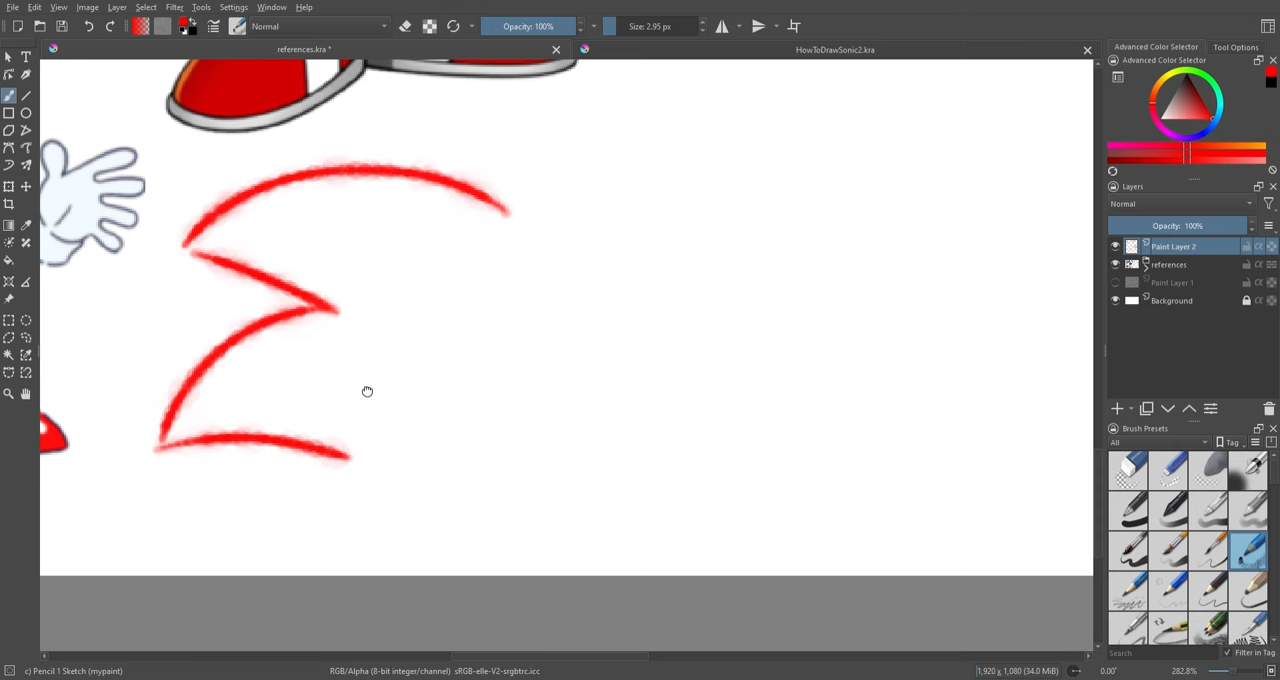 File Edit View Image Layer Select Filter Tools Settings Window Help
Normal Opacity: 100% Size: 2.95 px
references.kra * HowToDrawSonic2.kra
Advanced Color Selector Tool Options
Advanced Color Selector
Layers
Normal
Opacity: 100%
Paint Layer 2
references
Paint Layer 1
Background
Brush Presets
All Tag
Search Filter in Tag
c) Pencil 1 Sketch (mypaint) RGB/Alpha (8-bit integer/channel) sRGB-elle-V2-srgbtrc.icc 1,920 x 1,080 (34.0 MiB) 0.00° 282.8%